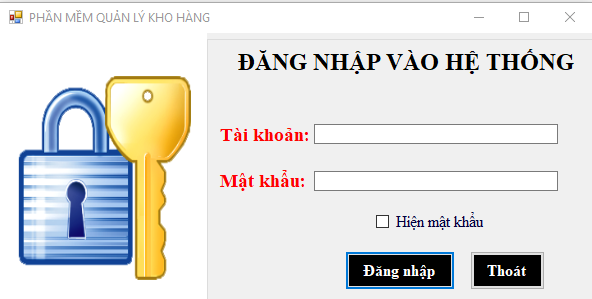 PHẦN MỀM QUẢN LÝ KHO HÀNG
ĐĂNG NHẬP VÀO HỆ THỐNG
Tài khoản:
Mật khẩu:
Hiện mật khẩu
Đăng nhập Thoát